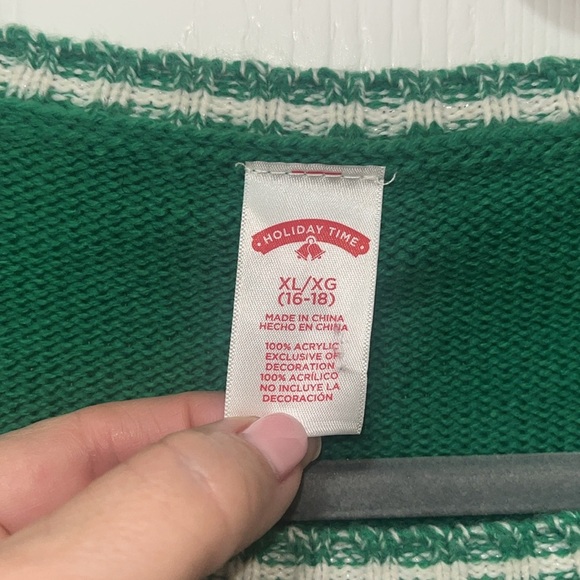 HOLIDAY TIME
XL/XG
(16-18)
MADE IN CHINA
HECHO EN CHINA
100% ACRYLIC
EXCLUSIVE OF
DECORATION
100% ACRÍLICO
NO INCLUYE LA
DECORACIÓN